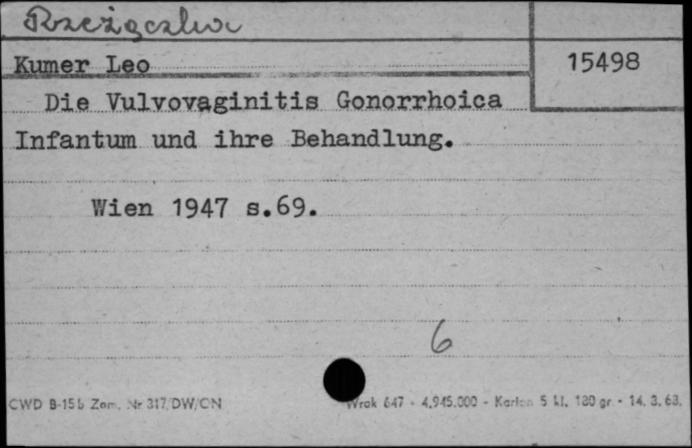 Rzeżączka
Kumer Leo
15498
Die Vulvovaginitis Gonorrhoica
Infantum und ihre Behandlung.
Wien 1947 s.69.
6
CWD B-15b Zam. Nr 317/DW/CN
Wrok 647 - 4.945.000 - Karton 5 kl. 180 gr. - 14. 3. 63.